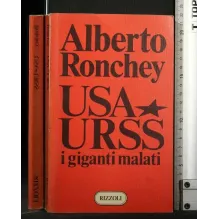 Alberto
Ronchey
USA★
URSS
i giganti malati
RIZZOLI